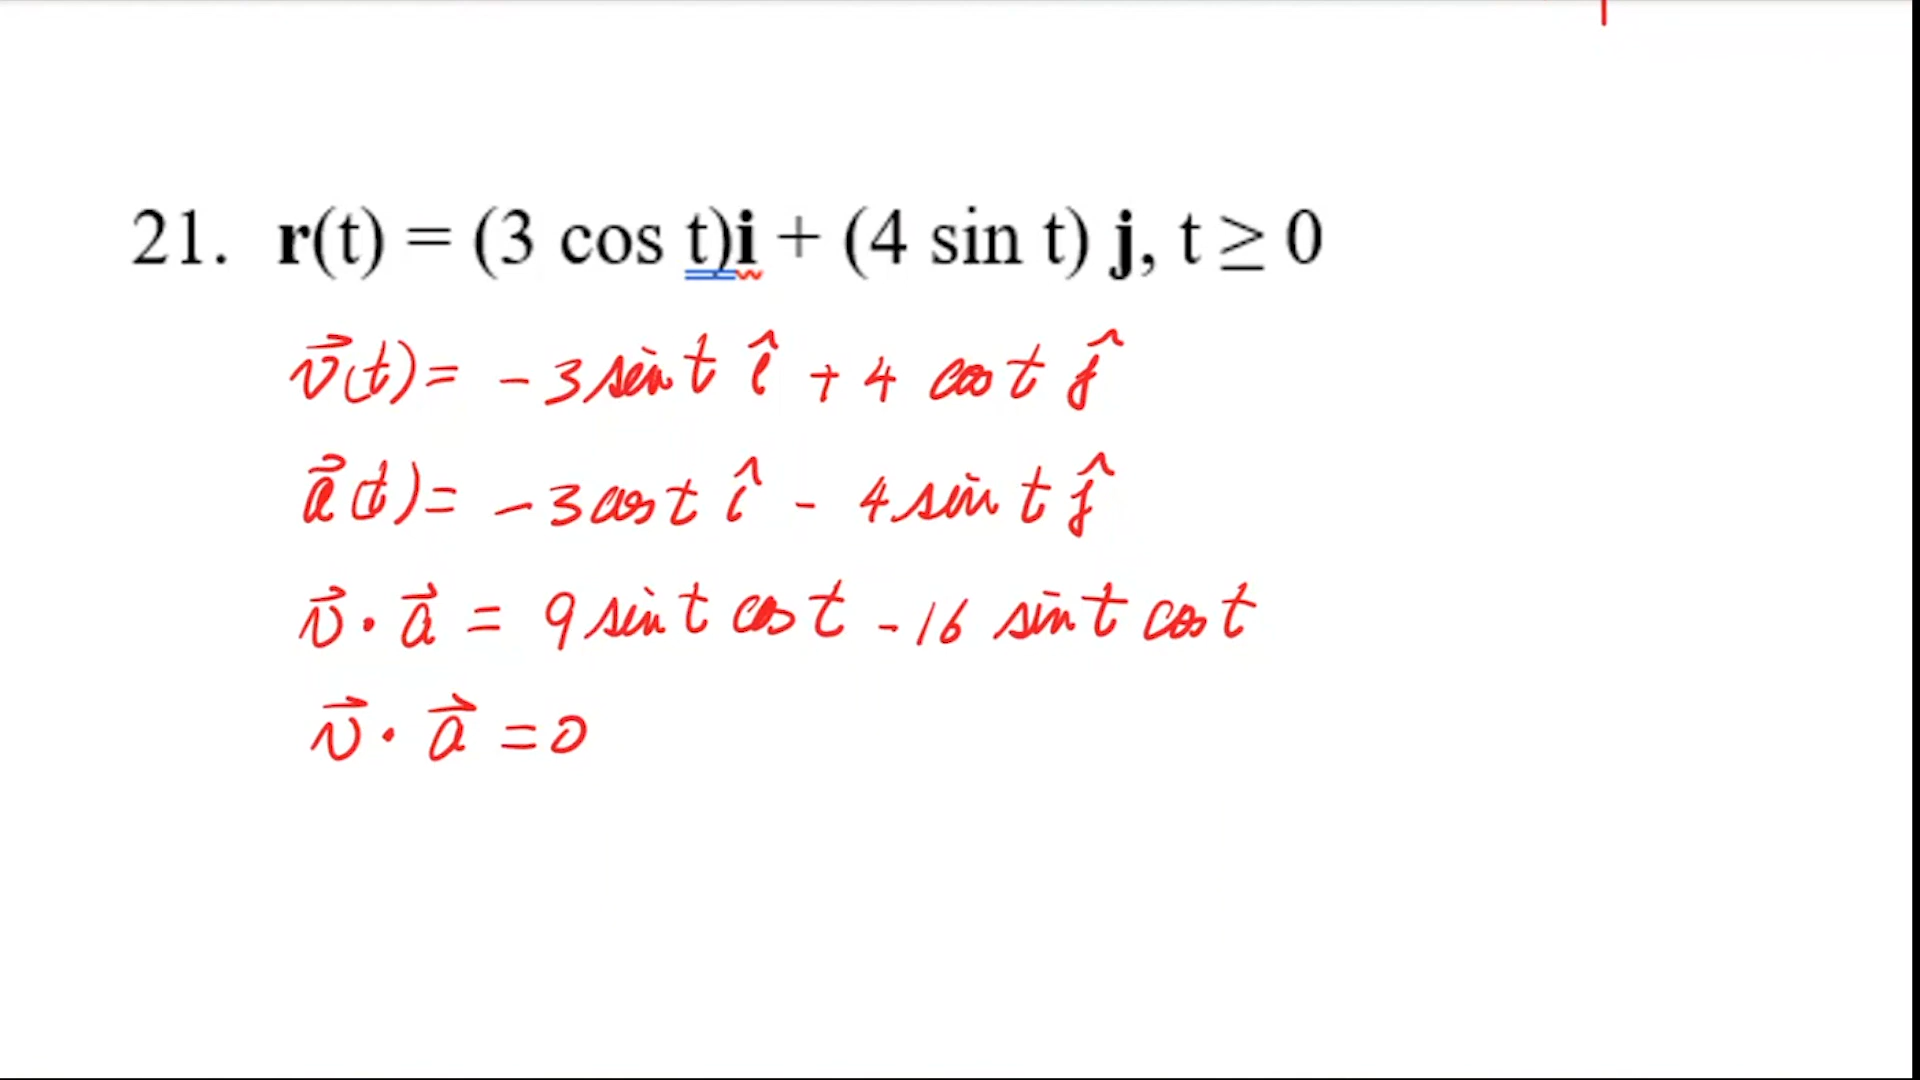 21. r(t) = (3 cos t)i + (4 sin t) j, t ≥ 0
v⃗(t) = - 3 sin t î + 4 cos t ĵ
a⃗(t) = - 3 cos t î - 4 sin t ĵ
v⃗ · a⃗ = 9 sin t cos t - 16 sin t cos t
v⃗ · a⃗ = 0